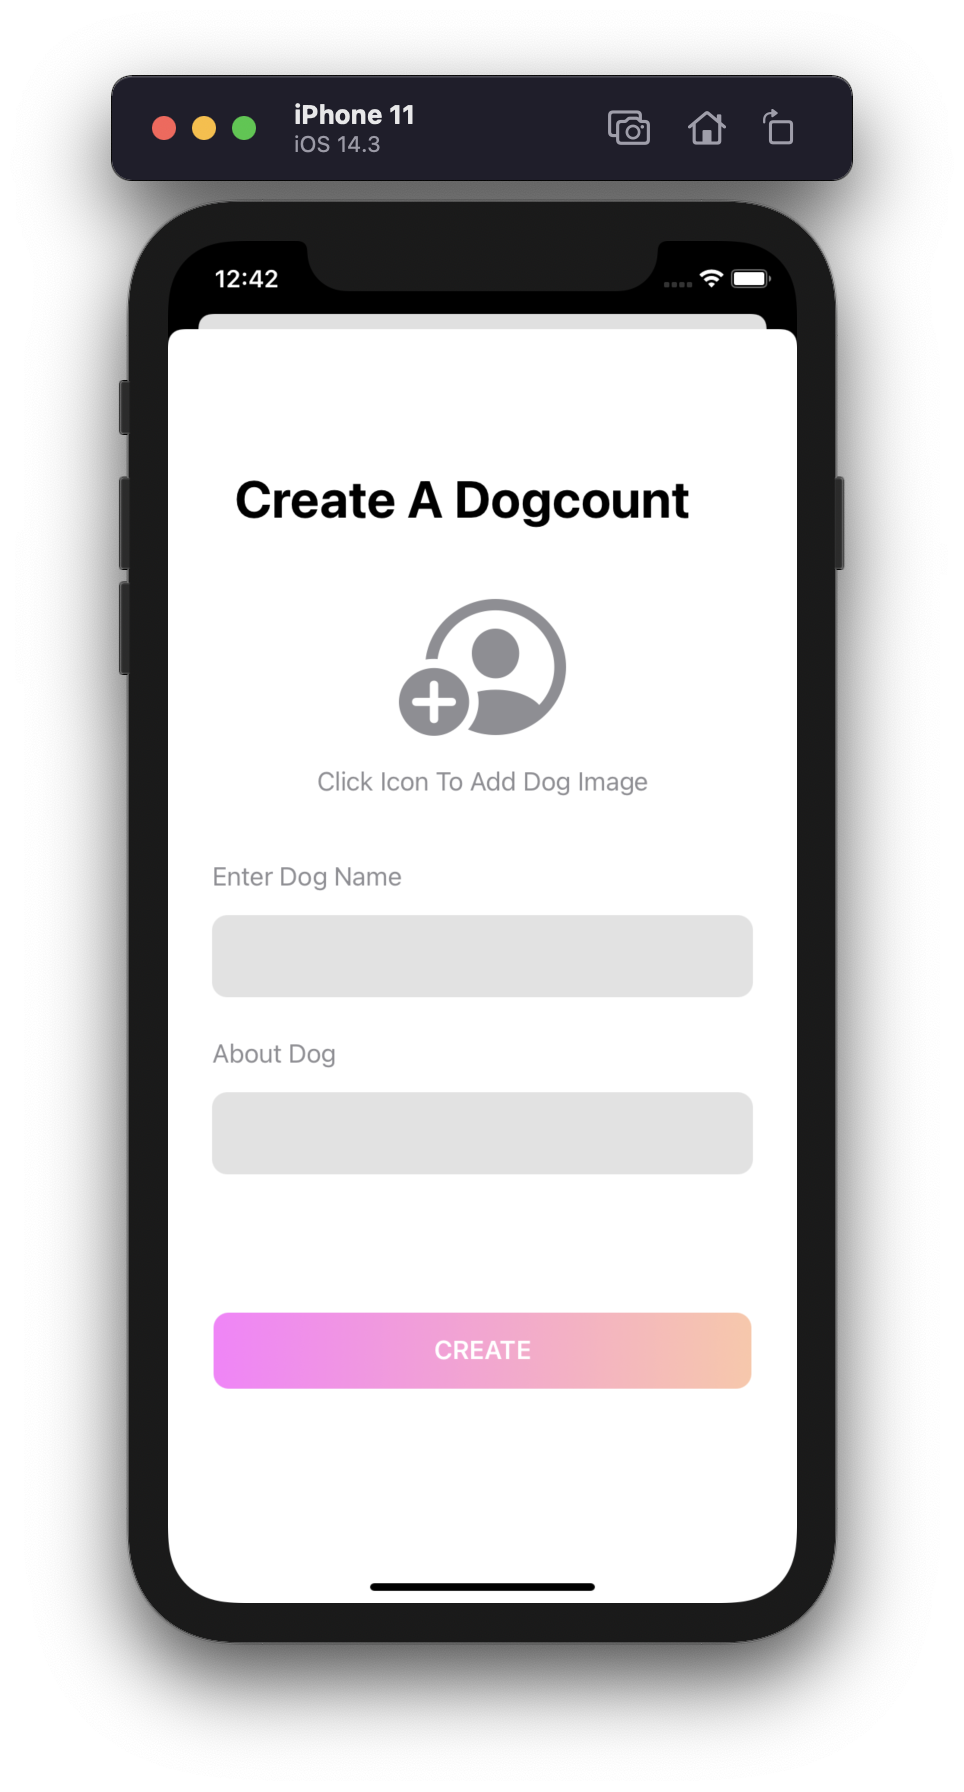 iPhone 11
iOS 14.3
12:42
Create A Dogcount
Click Icon To Add Dog Image
Enter Dog Name
About Dog
CREATE